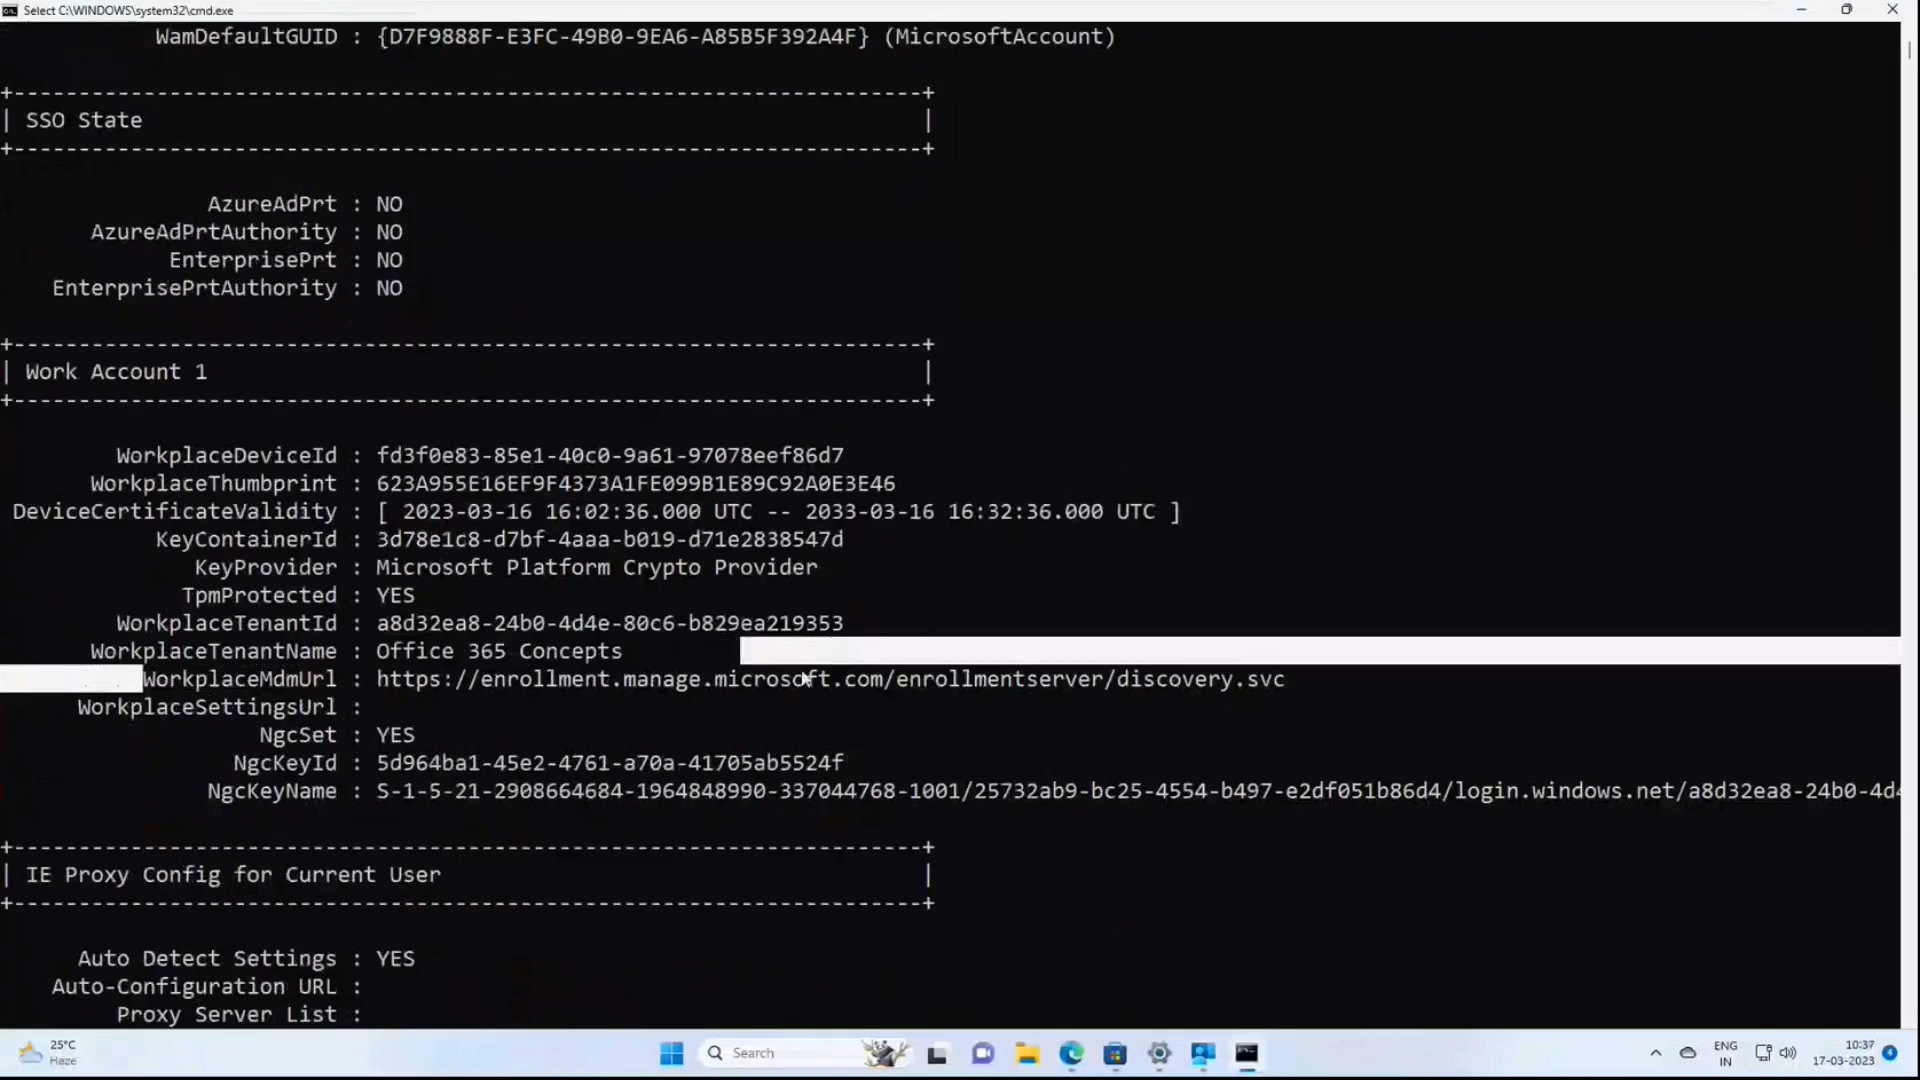 Select C:\WINDOWS\system32\cmd.exe
WamDefaultGUID : {D7F9888F-E3FC-49B0-9EA6-A85B5F392A4F} (MicrosoftAccount)
+----------------------------------------------------------------------+
| SSO State |
+----------------------------------------------------------------------+
AzureAdPrt : NO
AzureAdPrtAuthority : NO
EnterprisePrt : NO
EnterprisePrtAuthority : NO
+----------------------------------------------------------------------+
| Work Account 1 |
+----------------------------------------------------------------------+
WorkplaceDeviceId : fd3f0e83-85e1-40c0-9a61-97078eef86d7
WorkplaceThumbprint : 623A955E16EF9F4373A1FE099B1E89C92A0E3E46
DeviceCertificateValidity : [ 2023-03-16 16:02:36.000 UTC -- 2033-03-16 16:32:36.000 UTC ]
KeyContainerId : 3d78e1c8-d7bf-4aaa-b019-d71e2838547d
KeyProvider : Microsoft Platform Crypto Provider
TpmProtected : YES
WorkplaceTenantId : a8d32ea8-24b0-4d4e-80c6-b829ea219353
WorkplaceTenantName : Office 365 Concepts
WorkplaceMdmUrl : https://enrollment.manage.microsoft.com/enrollmentserver/discovery.svc
WorkplaceSettingsUrl :
NgcSet : YES
NgcKeyId : 5d964ba1-45e2-4761-a70a-41705ab5524f
NgcKeyName : S-1-5-21-2908664684-1964848990-337044768-1001/25732ab9-bc25-4554-b497-e2df051b86d4/login.windows.net/a8d32ea8-24b0-4d4
+----------------------------------------------------------------------+
| IE Proxy Config for Current User |
+----------------------------------------------------------------------+
Auto Detect Settings : YES
Auto-Configuration URL :
Proxy Server List :
25°C
Haze
Search
ENG
IN
10:37
17-03-2023
4